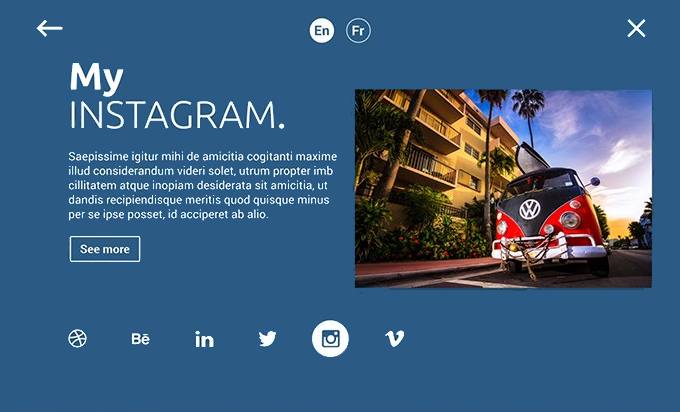 En Fr
My
INSTAGRAM.
Saepissime igitur mihi de amicitia cogitanti maxime
illud considerandum videri solet, utrum propter imb
cillitatem atque inopiam desiderata sit amicitia, ut
dandis recipiendisque meritis quod quisque minus
per se ipse posset, id acciperet ab alio.
See more
Bē
in